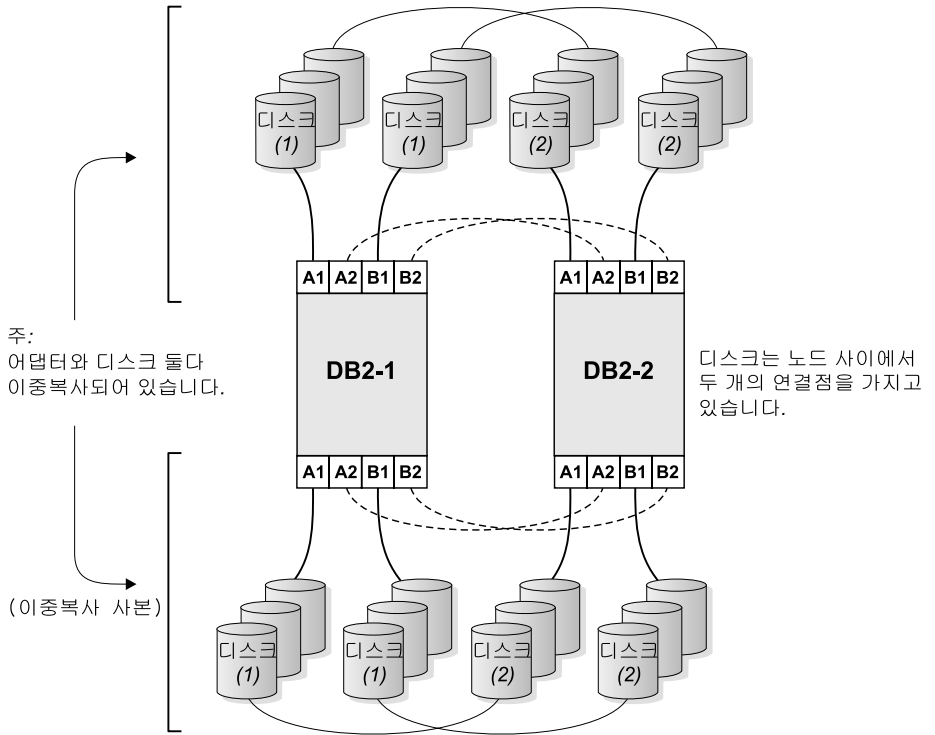 디스크 디스크 디스크 디스크
(1) (1) (2) (2)
A1 A2 B1 B2 A1 A2 B1 B2
주:
어댑터와 디스크 둘다
이중복사되어 있습니다.
DB2-1 DB2-2
디스크는 노드 사이에서
두 개의 연결점을 가지고
있습니다.
A1 A2 B1 B2 A1 A2 B1 B2
(이중복사 사본)
디스크 디스크 디스크 디스크
(1) (1) (2) (2)